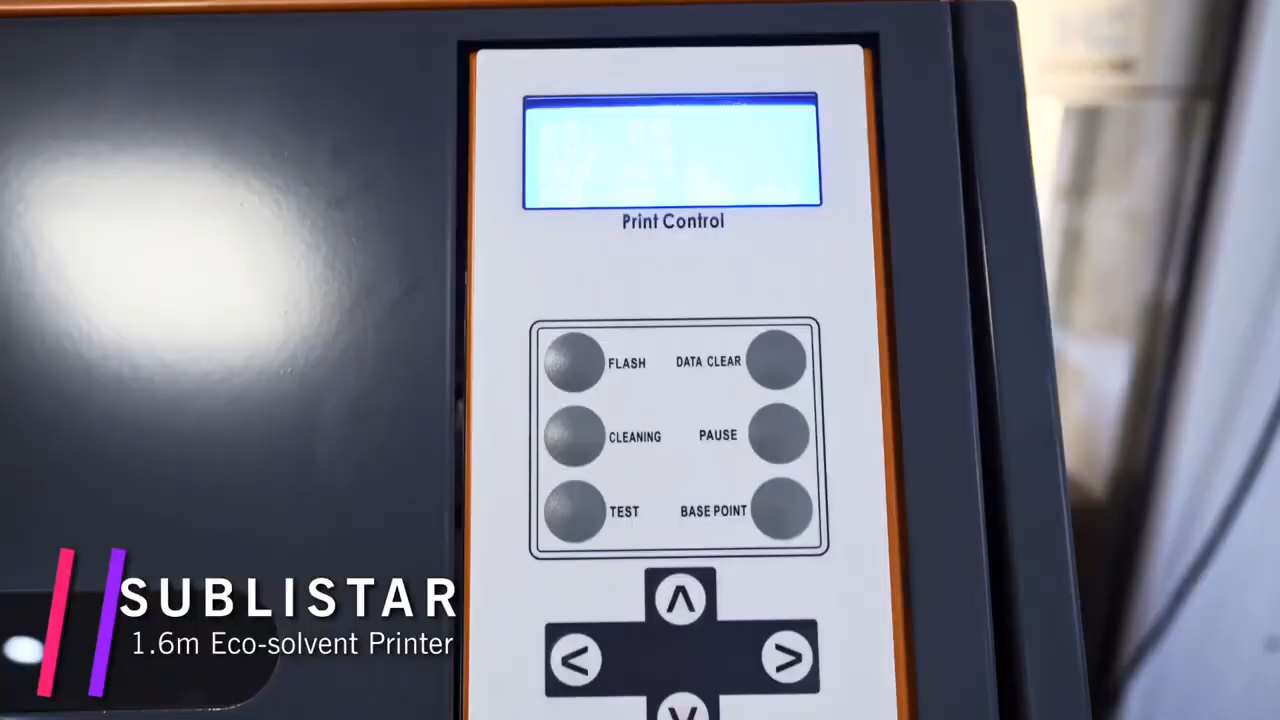 Print Control
FLASH DATA CLEAR
CLEANING PAUSE
TEST BASE POINT
SUBLISTAR
1.6m Eco-solvent Printer